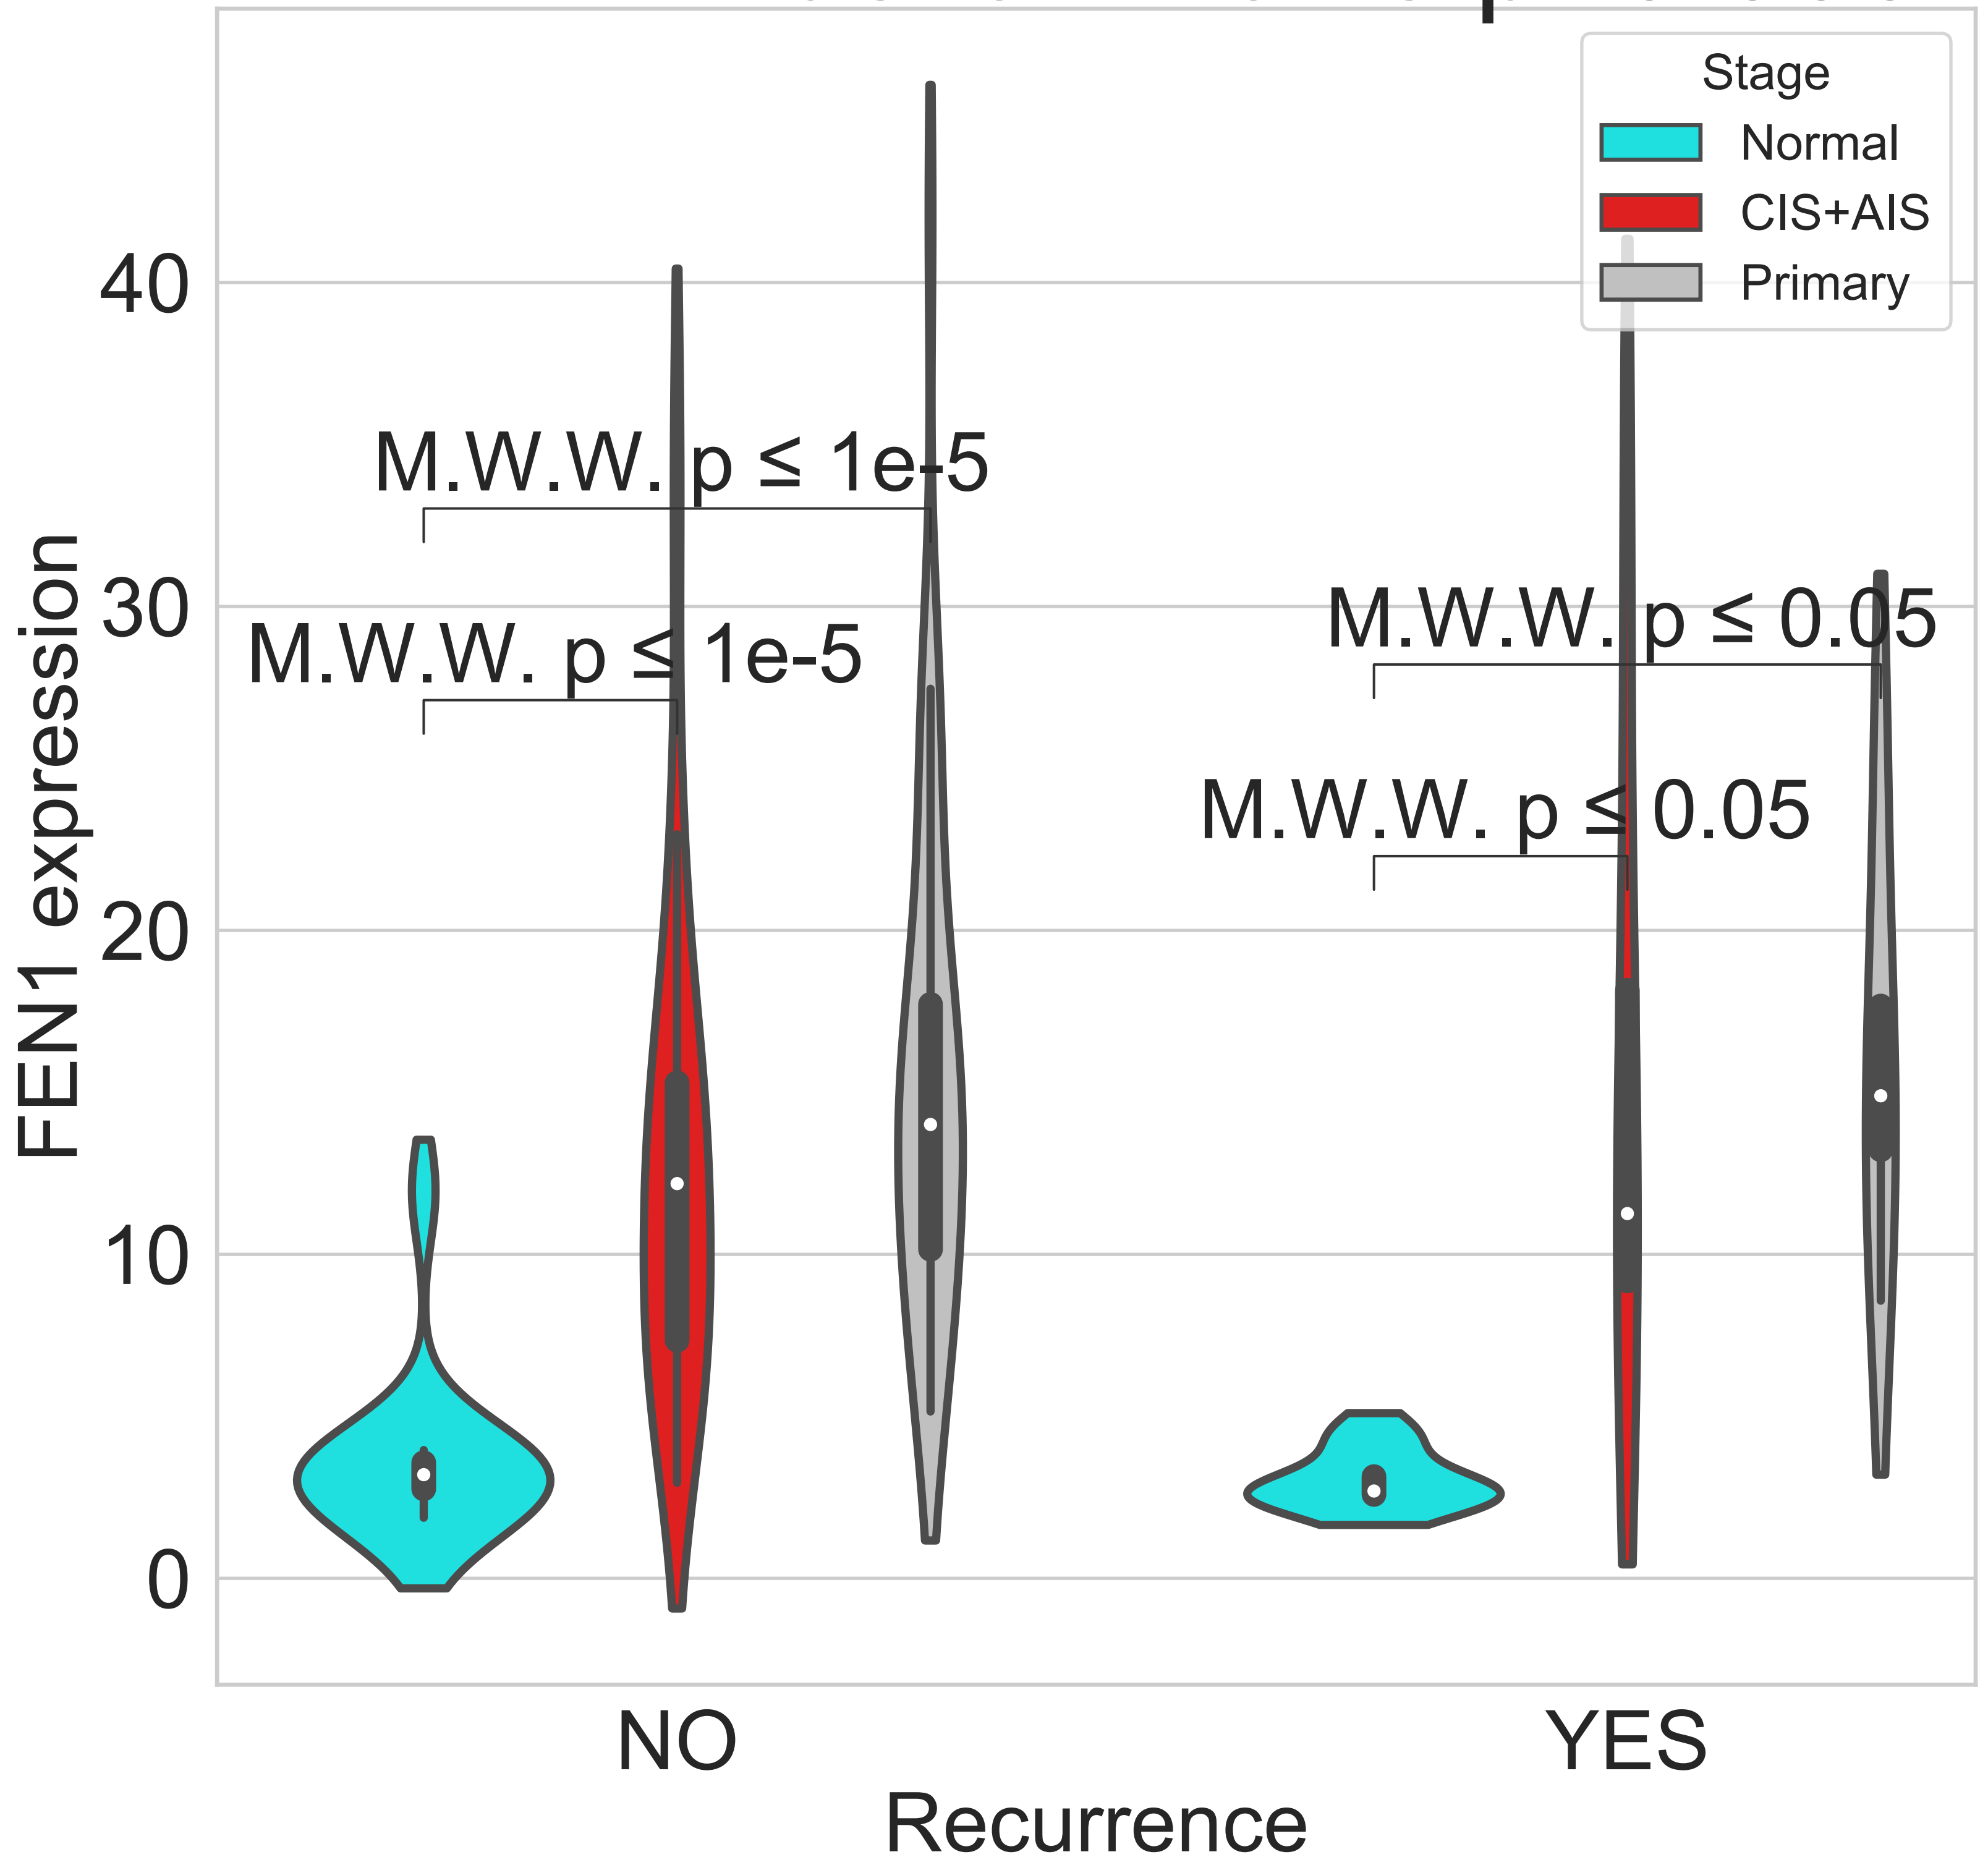 Stage
Normal
CIS+AIS
Primary
40
30
20
10
0
FEN1 expression
M.W.W. p ≤ 1e-5
M.W.W. p ≤ 1e-5
M.W.W. p ≤ 0.05
M.W.W. p ≤ 0.05
NO
YES
Recurrence